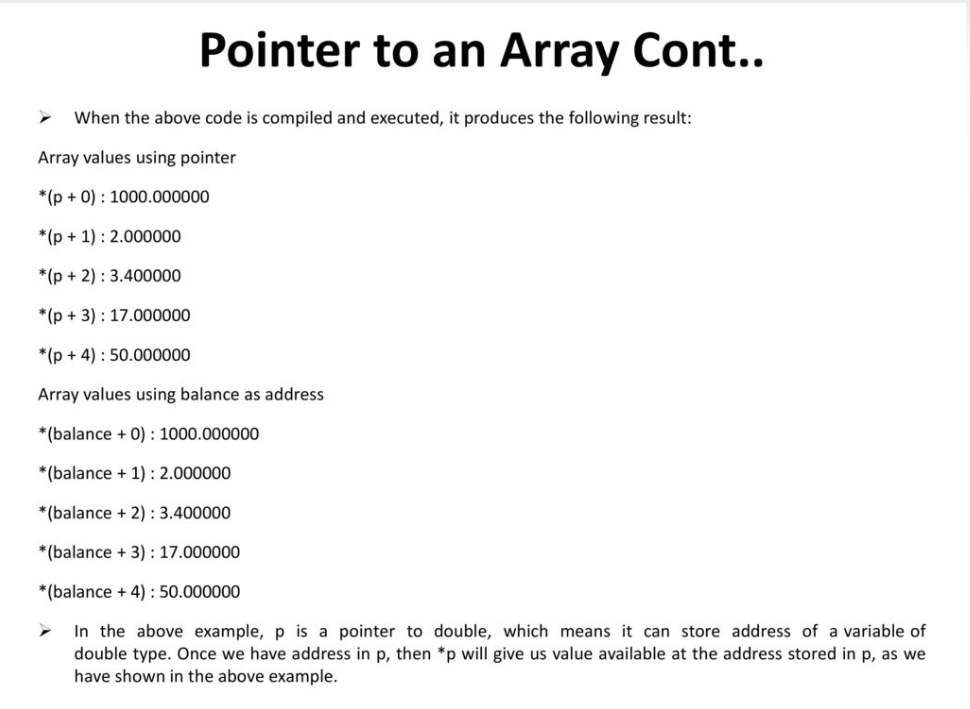 Pointer to an Array Cont..
➢ When the above code is compiled and executed, it produces the following result:
Array values using pointer
*(p + 0) : 1000.000000
*(p + 1) : 2.000000
*(p + 2) : 3.400000
*(p + 3) : 17.000000
*(p + 4) : 50.000000
Array values using balance as address
*(balance + 0) : 1000.000000
*(balance + 1) : 2.000000
*(balance + 2) : 3.400000
*(balance + 3) : 17.000000
*(balance + 4) : 50.000000
➢ In the above example, p is a pointer to double, which means it can store address of a variable of
double type. Once we have address in p, then *p will give us value available at the address stored in p, as we
have shown in the above example.